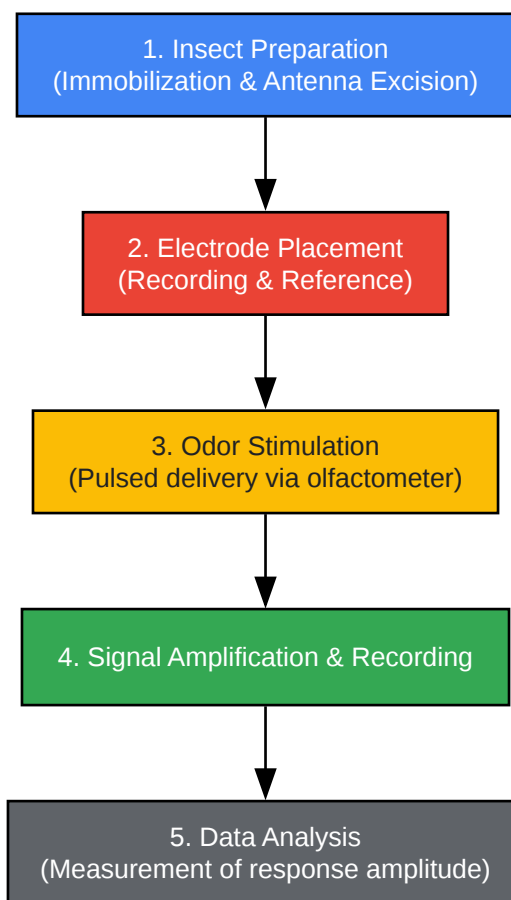 1. Insect Preparation
(Immobilization & Antenna Excision)
2. Electrode Placement
(Recording & Reference)
3. Odor Stimulation
(Pulsed delivery via olfactometer)
4. Signal Amplification & Recording
5. Data Analysis
(Measurement of response amplitude)